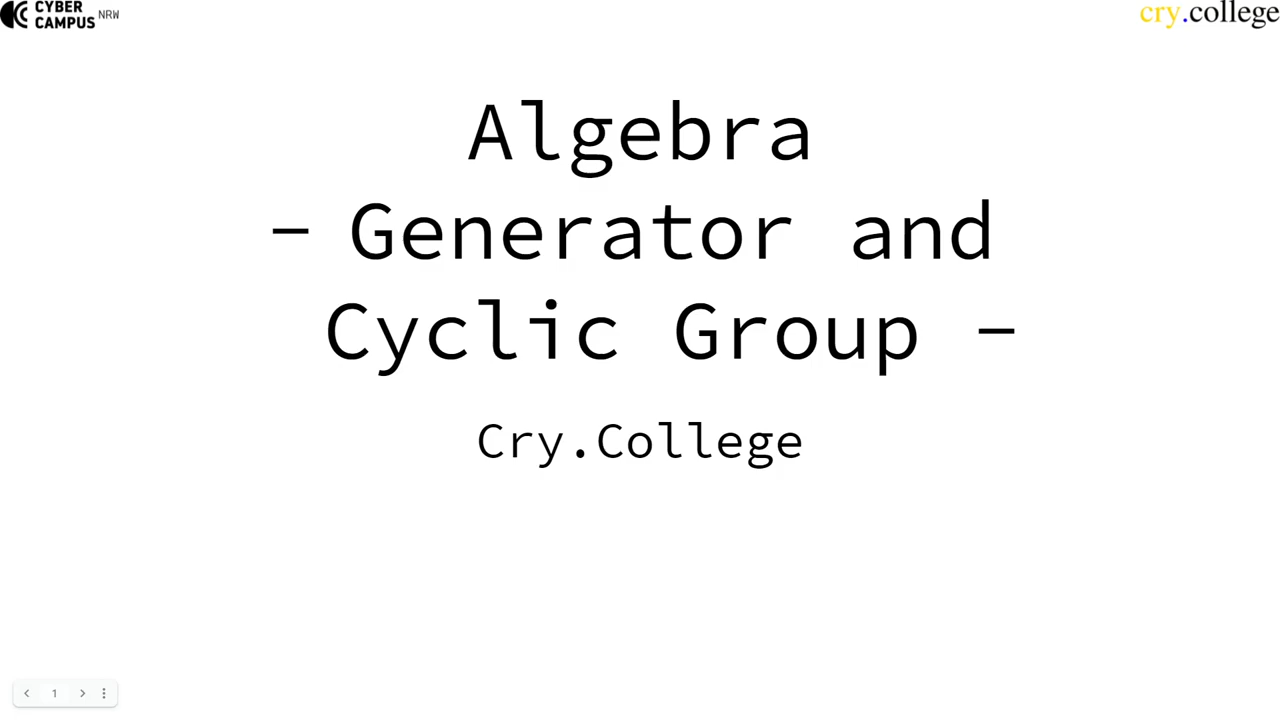 CYBER
CAMPUS NRW
cry.college
Algebra
– Generator and
Cyclic Group –
Cry.College
1